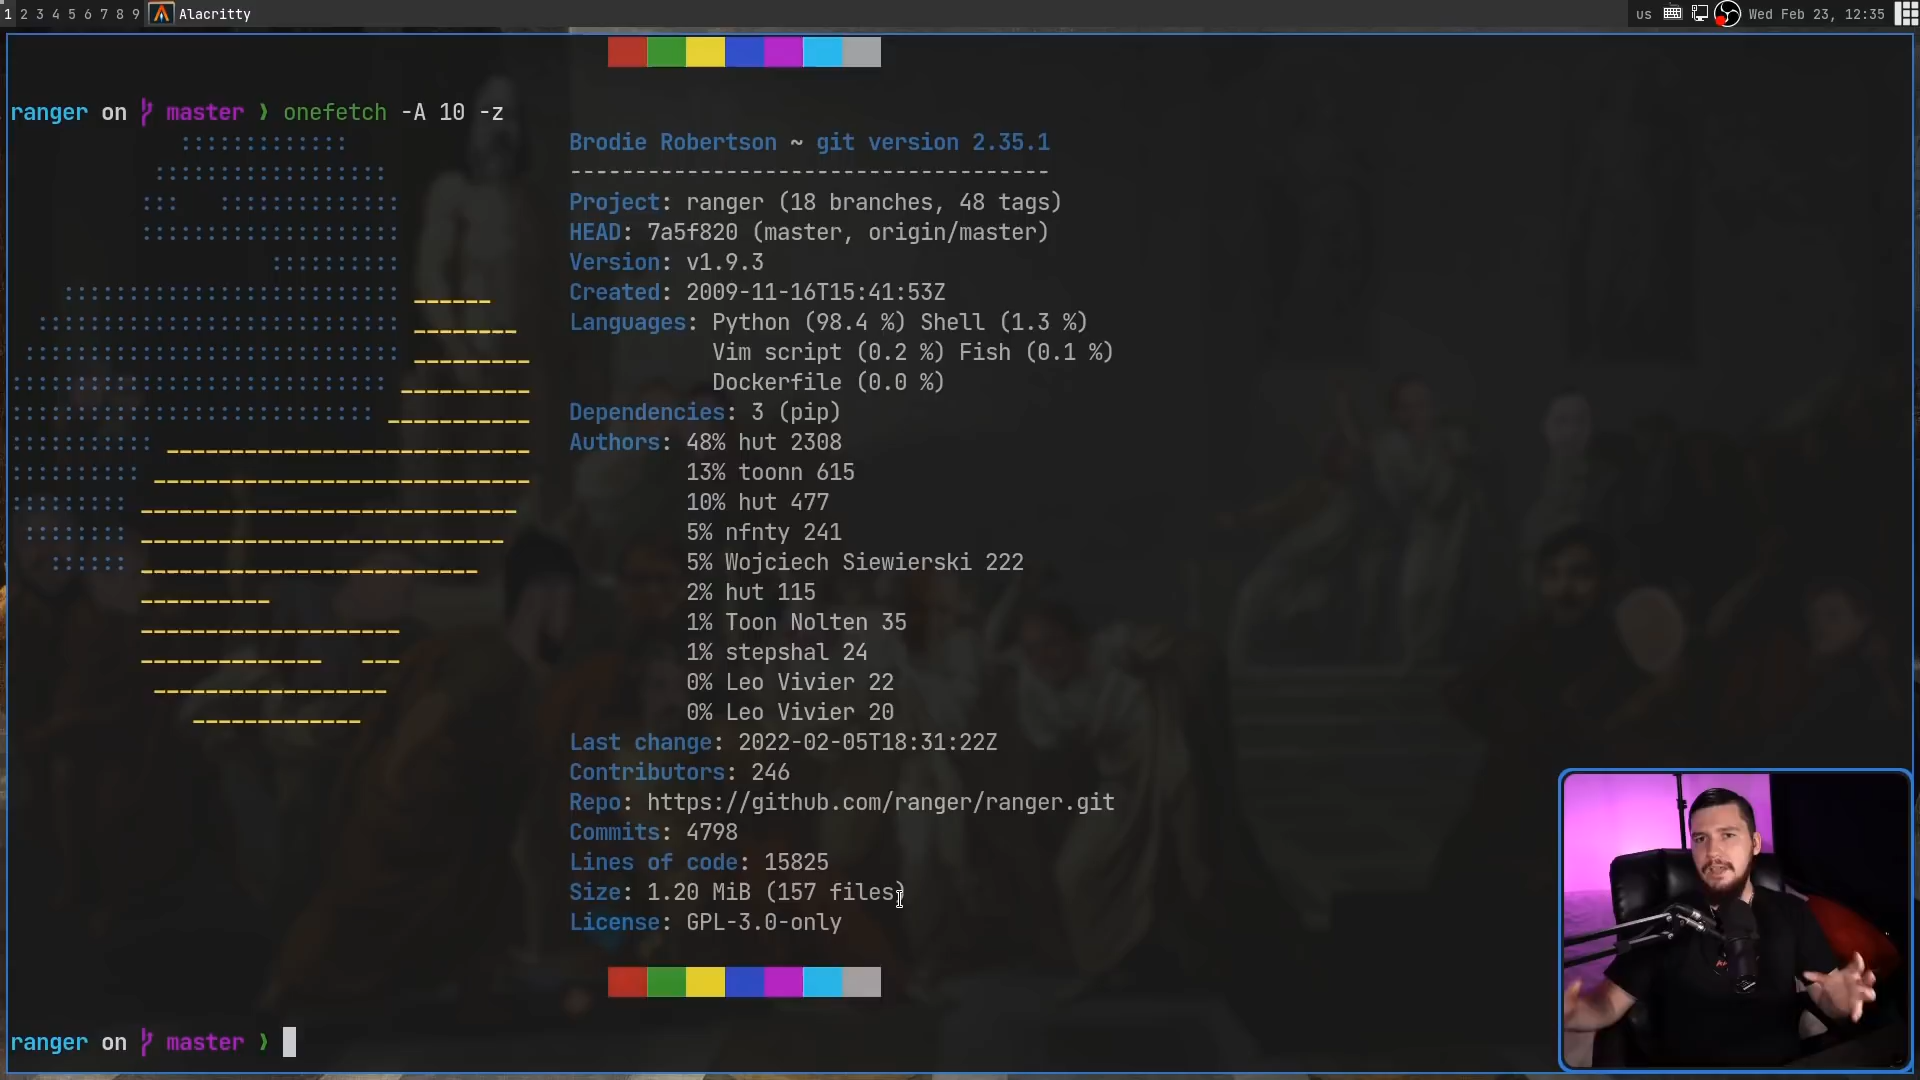 1 2 3 4 5 6 7 8 9 Alacritty us Wed Feb 23, 12:35
ranger on master ❯ onefetch -A 10 -z
Brodie Robertson ~ git version 2.35.1
-------------------------------------
Project: ranger (18 branches, 48 tags)
HEAD: 7a5f820 (master, origin/master)
Version: v1.9.3
Created: 2009-11-16T15:41:53Z
Languages: Python (98.4 %) Shell (1.3 %)
Vim script (0.2 %) Fish (0.1 %)
Dockerfile (0.0 %)
Dependencies: 3 (pip)
Authors: 48% hut 2308
13% toonn 615
10% hut 477
5% nfnty 241
5% Wojciech Siewierski 222
2% hut 115
1% Toon Nolten 35
1% stepshal 24
0% Leo Vivier 22
0% Leo Vivier 20
Last change: 2022-02-05T18:31:22Z
Contributors: 246
Repo: https://github.com/ranger/ranger.git
Commits: 4798
Lines of code: 15825
Size: 1.20 MiB (157 files)
License: GPL-3.0-only
ranger on master ❯